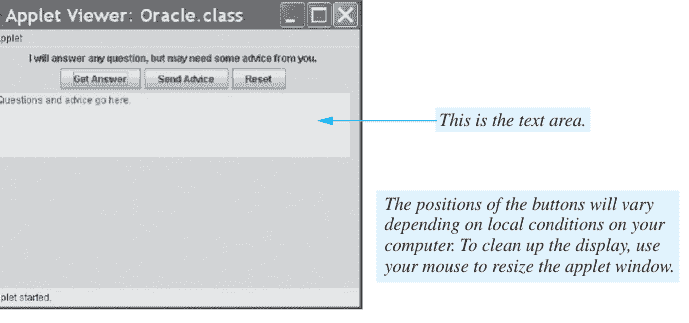 Applet Viewer: Oracle.class
pplet
I will answer any question, but may need some advice from you.
Get Answer Send Advice Reset
Questions and advice go here.
This is the text area.
The positions of the buttons will vary
depending on local conditions on your
computer. To clean up the display, use
your mouse to resize the applet window.
plet started.